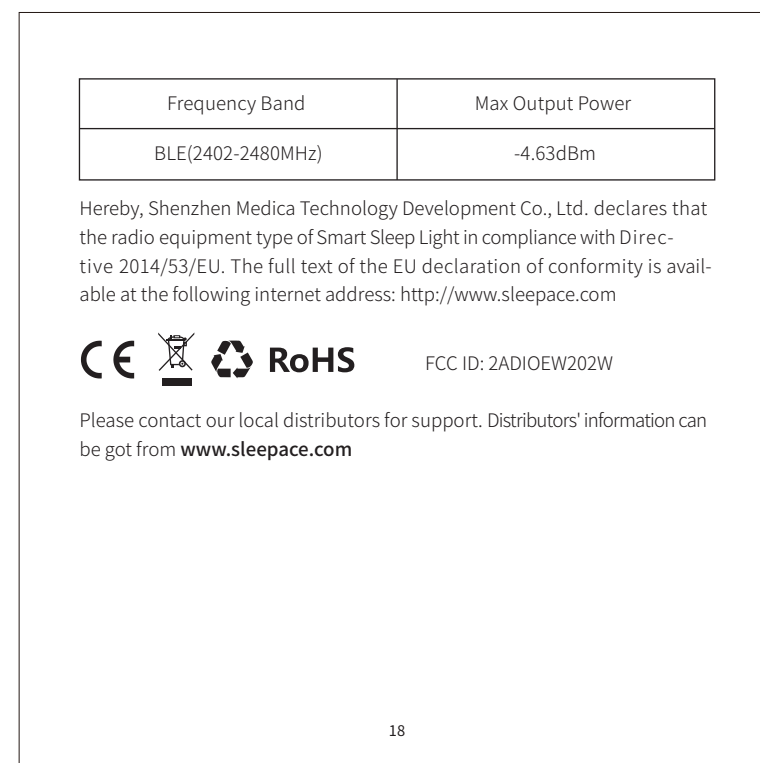 Frequency Band Max Output Power
BLE(2402-2480MHz) -4.63dBm
Hereby, Shenzhen Medica Technology Development Co., Ltd. declares that
the radio equipment type of Smart Sleep Light in compliance with Direc-
tive 2014/53/EU. The full text of the EU declaration of conformity is avail-
able at the following internet address: http://www.sleepace.com
CE RoHS FCC ID: 2ADIOEW202W
Please contact our local distributors for support. Distributors' information can
be got from www.sleepace.com
18